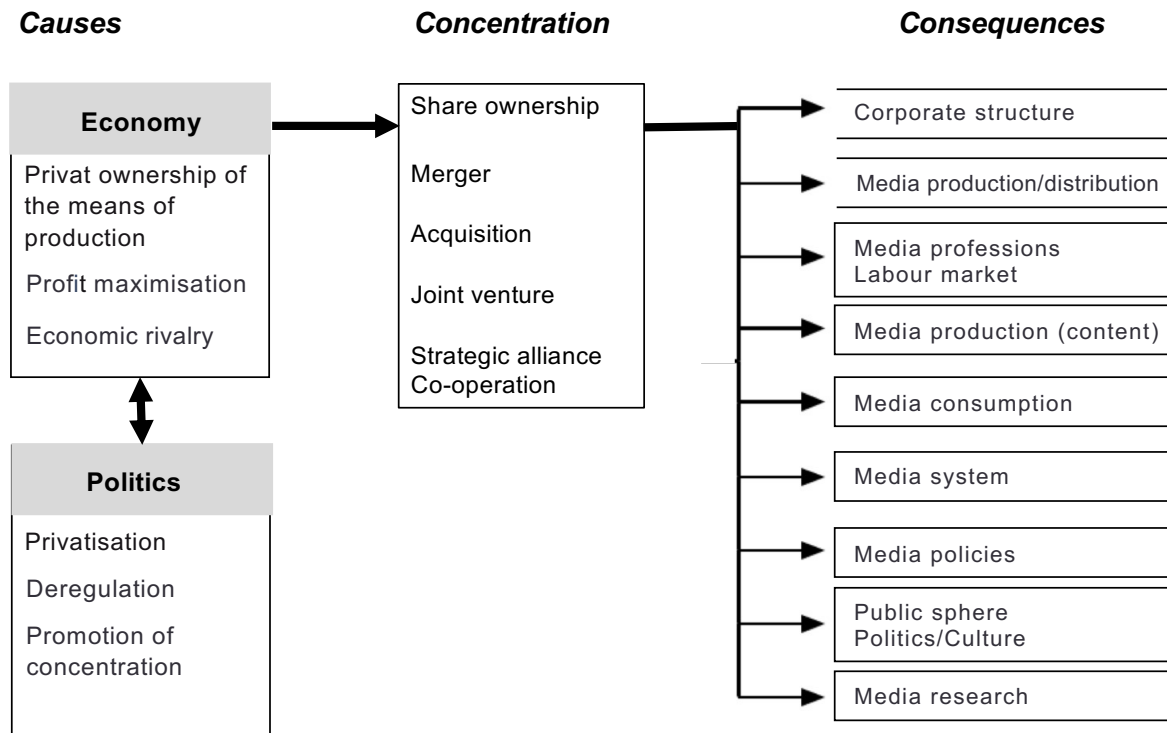 Causes
Concentration
Consequences
Economy
Privat ownership of
the means of
production
Profit maximisation
Economic rivalry
Politics
Privatisation
Deregulation
Promotion of
concentration
Share ownership
Merger
Acquisition
Joint venture
Strategic alliance
Co-operation
Corporate structure
Media production/distribution
Media professions
Labour market
Media production (content)
Media consumption
Media system
Media policies
Public sphere
Politics/Culture
Media research